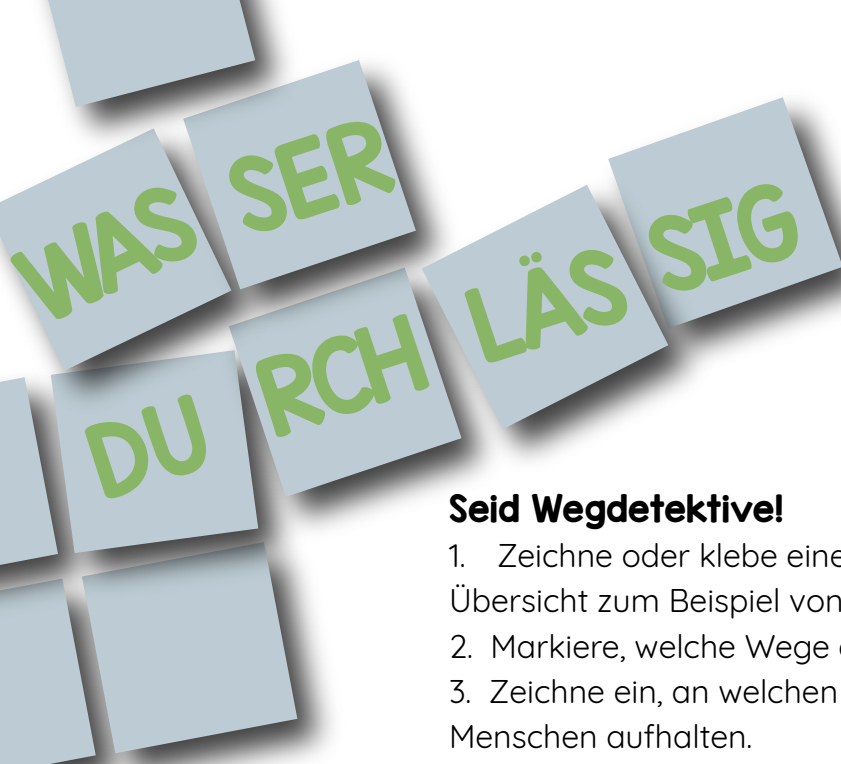 WAS SER
DU RCH LÄS SIG
Seid Wegdetektive!
1. Zeichne oder klebe eine
Übersicht zum Beispiel von
2. Markiere, welche Wege
3. Zeichne ein, an welchen
Menschen aufhalten.